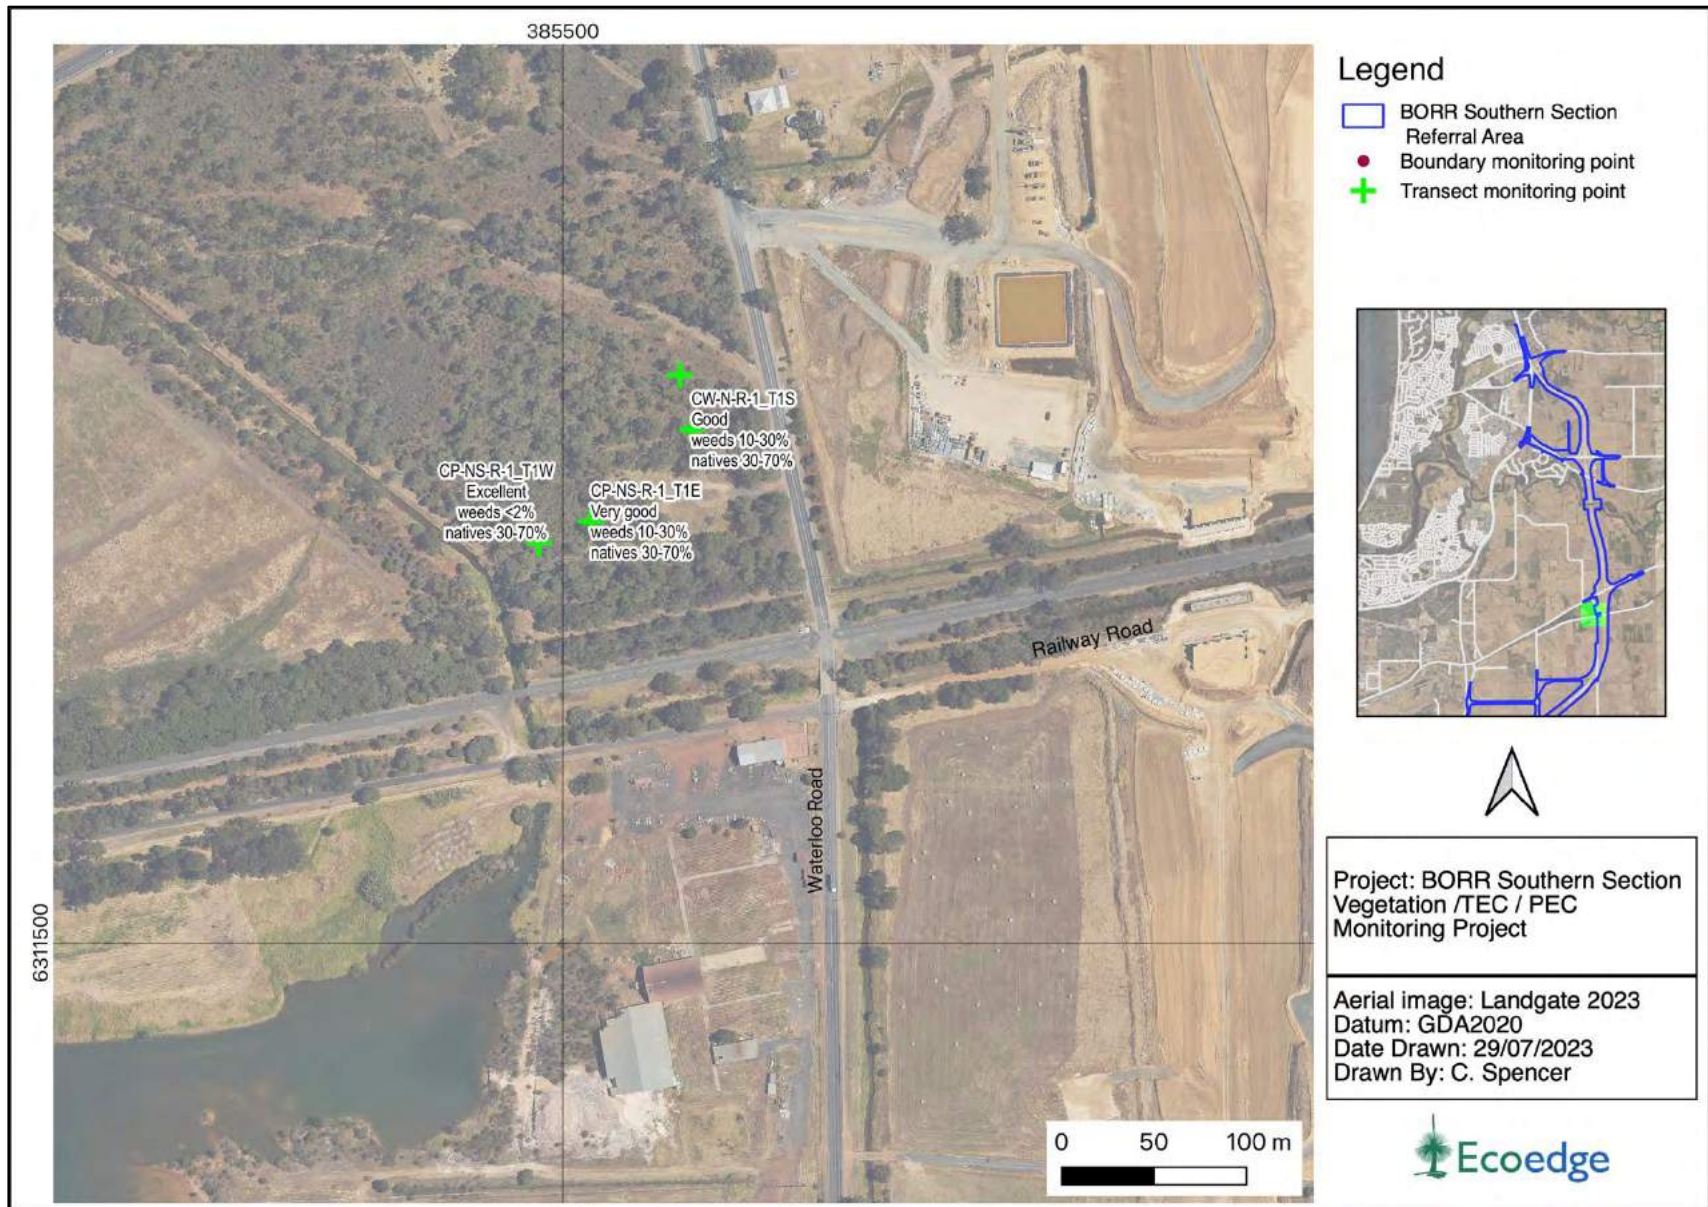 385500
6311500
CW-N-R-1_T1S
Good
weeds 10-30%
natives 30-70%
CP-NS-R-1_T1W
Excellent
weeds <2%
natives 30-70%
CP-NS-R-1_T1E
Very good
weeds 10-30%
natives 30-70%
Railway Road
Waterloo Road
0 50 100 m
Legend
BORR Southern Section
Referral Area
Boundary monitoring point
Transect monitoring point
Project: BORR Southern Section
Vegetation /TEC / PEC
Monitoring Project
Aerial image: Landgate 2023
Datum: GDA2020
Date Drawn: 29/07/2023
Drawn By: C. Spencer
Ecoedge